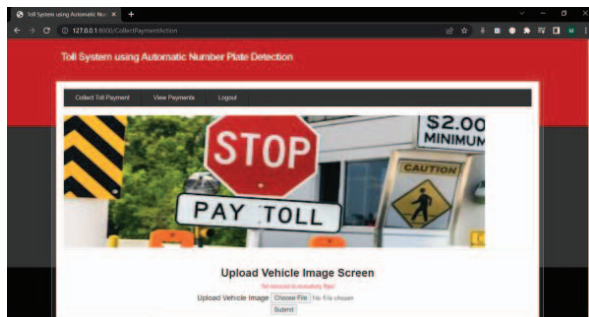 Toll System using Automatic Nu
127.0.0.1:8000/CollectPaymentAction
Toll System using Automatic Number Plate Detection
Collect Toll Payment View Payments Logout
$2.00
MINIMUM
STOP
CAUTION
PAY TOLL
Upload Vehicle Image Screen
Upload Vehicle Image Choose File No file chosen
Submit